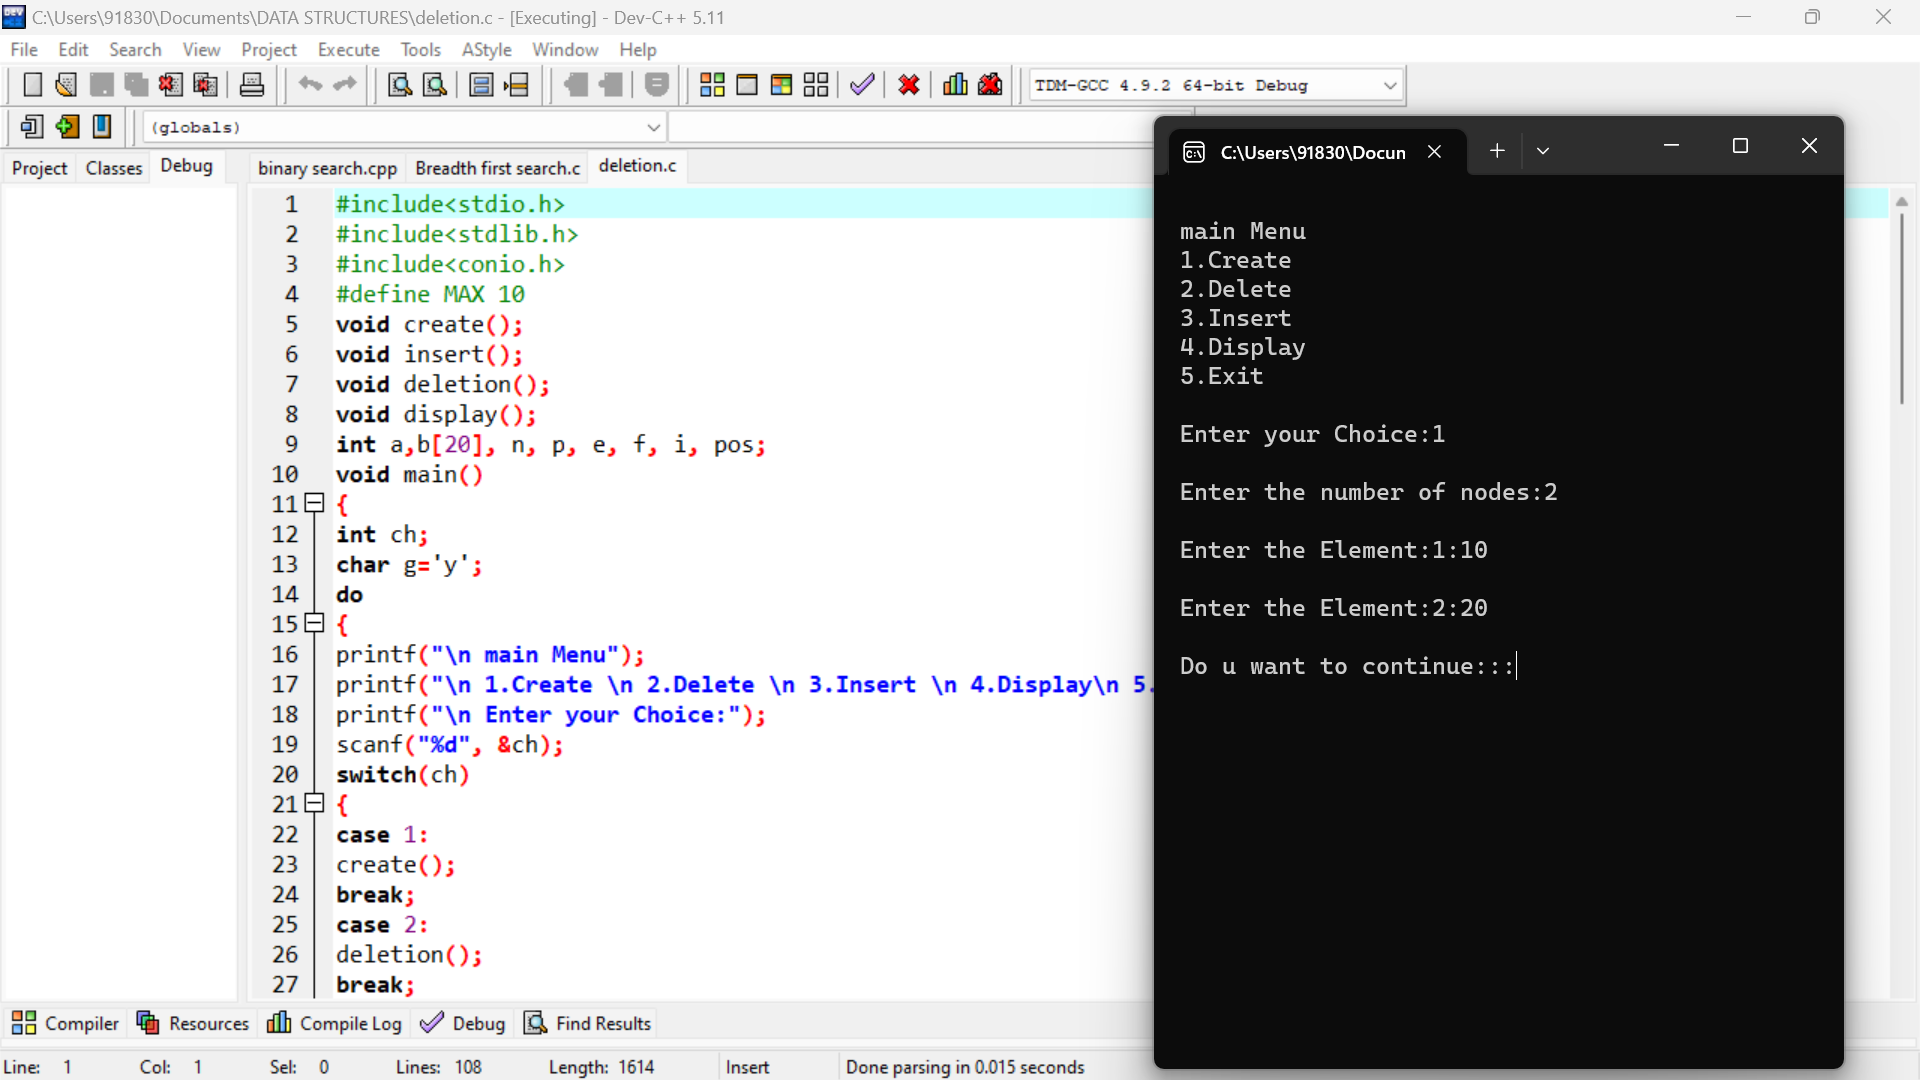 C:\Users\91830\Documents\DATA STRUCTURES\deletion.c - [Executing] - Dev-C++ 5.11
File Edit Search View Project Execute Tools AStyle Window Help
TDM-GCC 4.9.2 64-bit Debug
(globals)
Project Classes Debug
binary search.cpp Breadth first search.c deletion.c
1 #include<stdio.h>
2 #include<stdlib.h>
3 #include<conio.h>
4 #define MAX 10
5 void create();
6 void insert();
7 void deletion();
8 void display();
9 int a,b[20], n, p, e, f, i, pos;
10 void main()
11 {
12 int ch;
13 char g='y';
14 do
15 {
16 printf("\n main Menu");
17 printf("\n 1.Create \n 2.Delete \n 3.Insert \n 4.Display\n 5.
18 printf("\n Enter your Choice:");
19 scanf("%d", &ch);
20 switch(ch)
21 {
22 case 1:
23 create();
24 break;
25 case 2:
26 deletion();
27 break;
C:\Users\91830\Docun
main Menu
1.Create
2.Delete
3.Insert
4.Display
5.Exit
Enter your Choice:1
Enter the number of nodes:2
Enter the Element:1:10
Enter the Element:2:20
Do u want to continue:::
Compiler Resources Compile Log Debug Find Results
Line: 1 Col: 1 Sel: 0 Lines: 108 Length: 1614 Insert Done parsing in 0.015 seconds